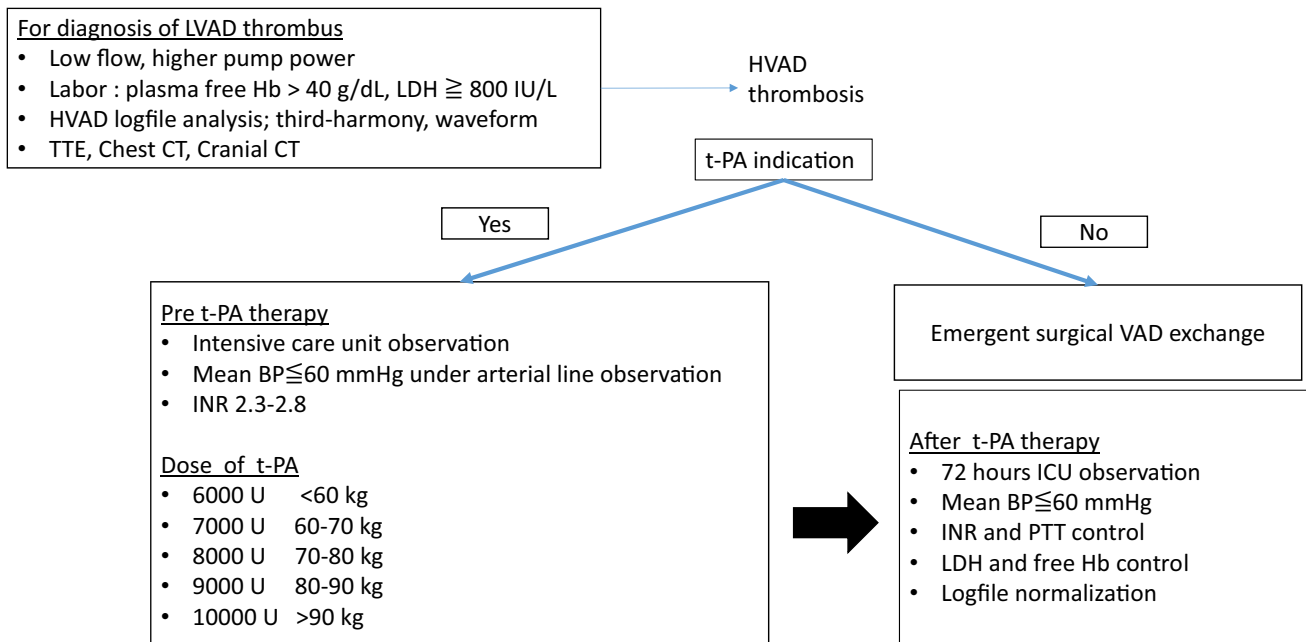 For diagnosis of LVAD thrombus
• Low flow, higher pump power
• Labor : plasma free Hb > 40 g/dL, LDH ≧ 800 IU/L
• HVAD logfile analysis; third-harmony, waveform
• TTE, Chest CT, Cranial CT
HVAD
thrombosis
t-PA indication
Yes
No
Pre t-PA therapy
• Intensive care unit observation
• Mean BP≦60 mmHg under arterial line observation
• INR 2.3-2.8
Dose of t-PA
• 6000 U <60 kg
• 7000 U 60-70 kg
• 8000 U 70-80 kg
• 9000 U 80-90 kg
• 10000 U >90 kg
Emergent surgical VAD exchange
After t-PA therapy
• 72 hours ICU observation
• Mean BP≦60 mmHg
• INR and PTT control
• LDH and free Hb control
• Logfile normalization